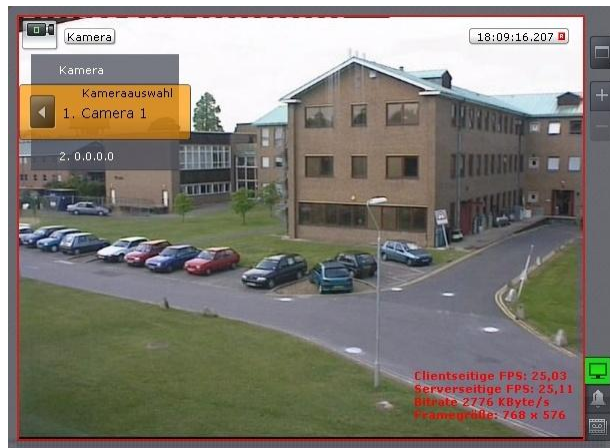 Kamera
18:09:16.207 R
Kamera
Kameraauswahl
1. Camera 1
2. 0.0.0.0
Clientseitige FPS: 25,03
Serverseitige FPS: 25,11
Bitrate 2776 KByte/s
Framegröße: 768 x 576